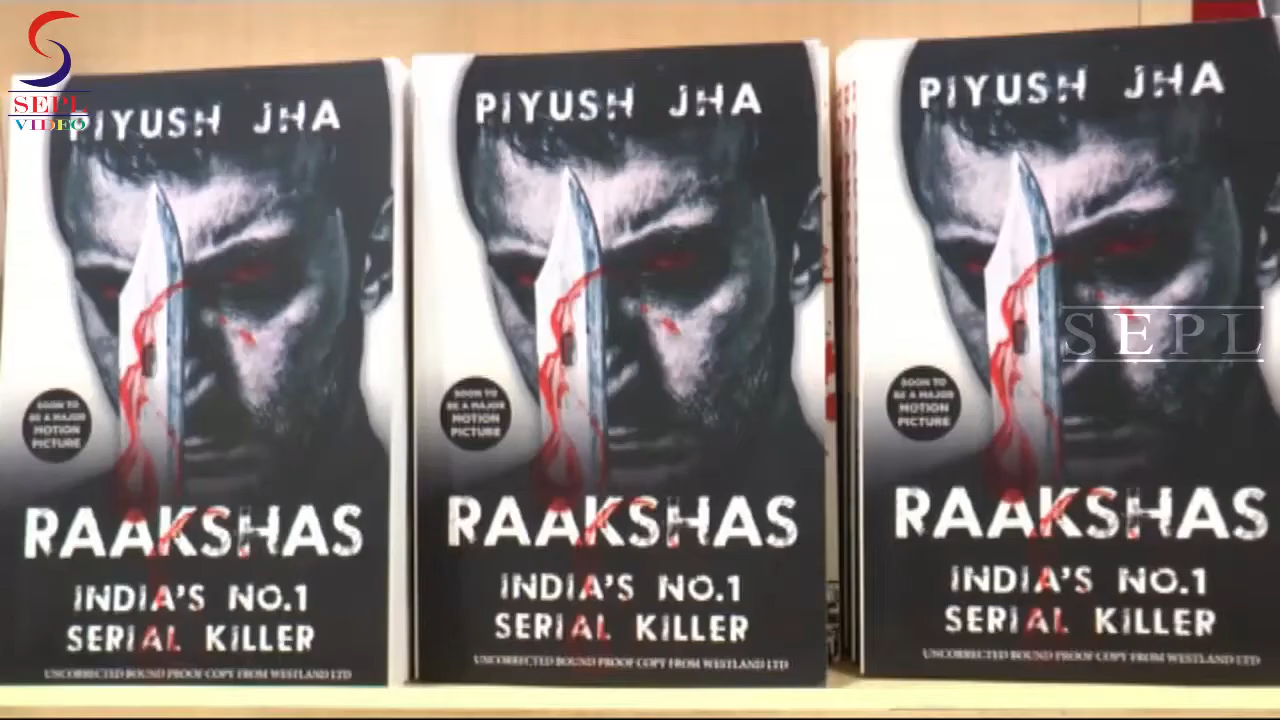 SEPL
VIDEO
PIYUSH JHA
SOON TO
BE A MAJOR
MOTION
PICTURE
RAAKSHAS
INDIA'S NO.1
SERIAL KILLER
UNCORRECTED BOUND PROOF COPY FROM WESTLAND LTD
PIYUSH JHA
SOON TO
BE A MAJOR
MOTION
PICTURE
RAAKSHAS
INDIA'S NO.1
SERIAL KILLER
UNCORRECTED BOUND PROOF COPY FROM WESTLAND LTD
PIYUSH JHA
SEPL
SOON TO
BE A MAJOR
MOTION
PICTURE
RAAKSHAS
INDIA'S NO.1
SERIAL KILLER
UNCORRECTED BOUND PROOF COPY FROM WESTLAND LTD